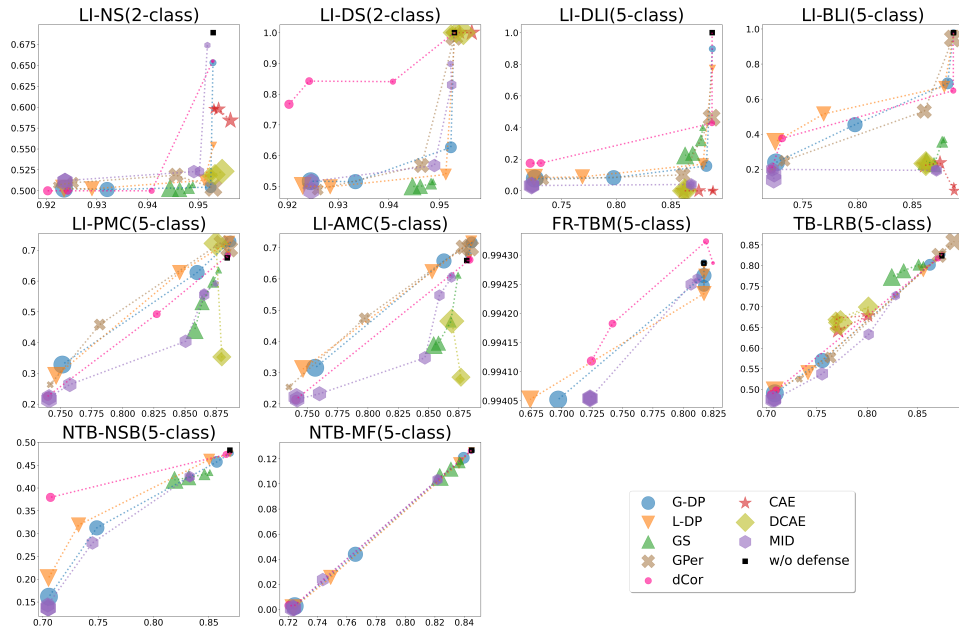 LI-NS(2-class)
LI-DS(2-class)
LI-DLI(5-class)
LI-BLI(5-class)
0.675
0.650
0.625
0.600
0.575
0.550
0.525
0.500
0.92 0.93 0.94 0.95
1.0
0.9
0.8
0.7
0.6
0.5
0.92 0.93 0.94 0.95
1.0
0.8
0.6
0.4
0.2
0.0
0.75 0.80 0.85
1.0
0.8
0.6
0.4
0.2
0.0
0.75 0.80 0.85
LI-PMC(5-class)
LI-AMC(5-class)
FR-TBM(5-class)
TB-LRB(5-class)
0.7
0.6
0.5
0.4
0.3
0.2
0.750 0.775 0.800 0.825 0.850 0.875
0.7
0.6
0.5
0.4
0.3
0.2
0.750 0.775 0.800 0.825 0.850 0.875
0.99430
0.99425
0.99420
0.99415
0.99410
0.99405
0.675 0.700 0.725 0.750 0.775 0.800 0.825
0.85
0.80
0.75
0.70
0.65
0.60
0.55
0.50
0.70 0.75 0.80 0.85
NTB-NSB(5-class)
NTB-MF(5-class)
0.50
0.45
0.40
0.35
0.30
0.25
0.20
0.15
0.70 0.75 0.80 0.85
0.12
0.10
0.08
0.06
0.04
0.02
0.00
0.72 0.74 0.76 0.78 0.80 0.82 0.84
G-DP
L-DP
GS
GPer
dCor
CAE
DCAE
MID
w/o defense